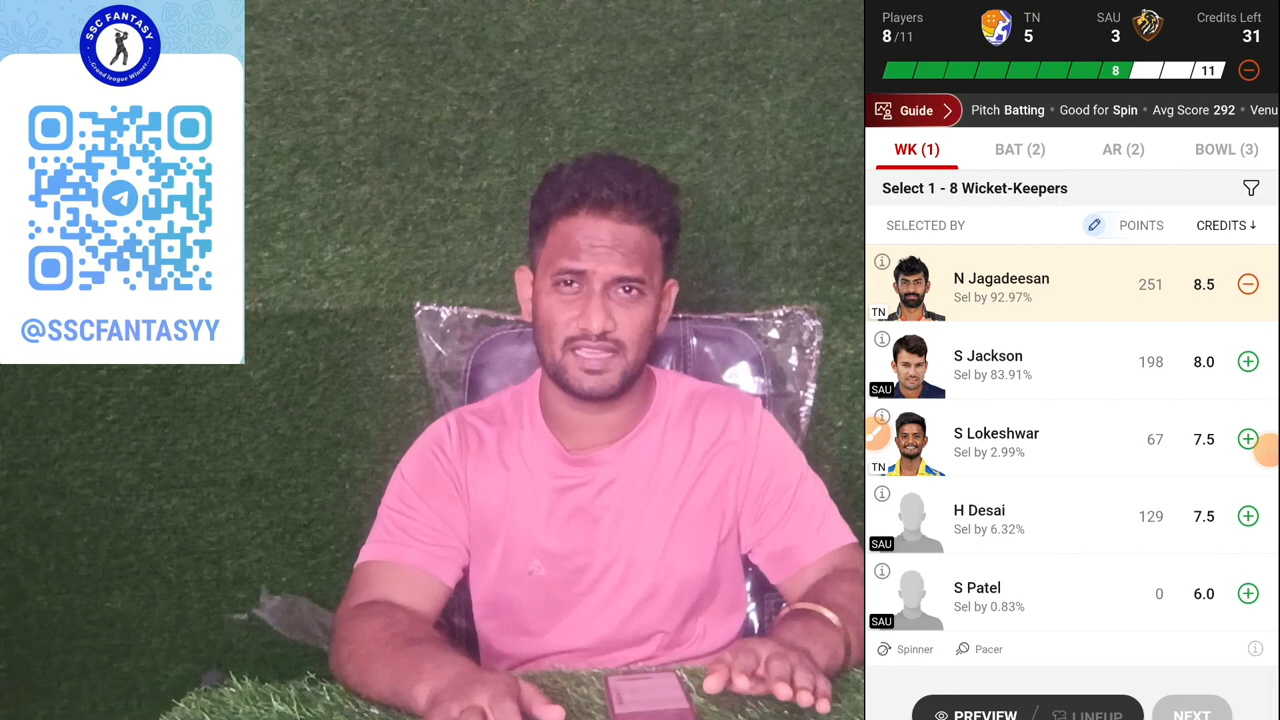 SSC FANTASY
Grand league Winner
@SSCFANTASYY
Players
8 /11
TN
5
SAU
3
Credits Left
31
8
11
Guide
Pitch Batting • Good for Spin • Avg Score 292 • Venu
WK (1)
BAT (2)
AR (2)
BOWL (3)
Select 1 - 8 Wicket-Keepers
SELECTED BY
POINTS
CREDITS↓
N Jagadeesan
Sel by 92.97%
251
8.5
TN
S Jackson
Sel by 83.91%
198
8.0
SAU
S Lokeshwar
Sel by 2.99%
67
7.5
TN
H Desai
Sel by 6.32%
129
7.5
SAU
S Patel
Sel by 0.83%
0
6.0
SAU
Spinner
Pacer
PREVIEW
LINEUP
NEXT